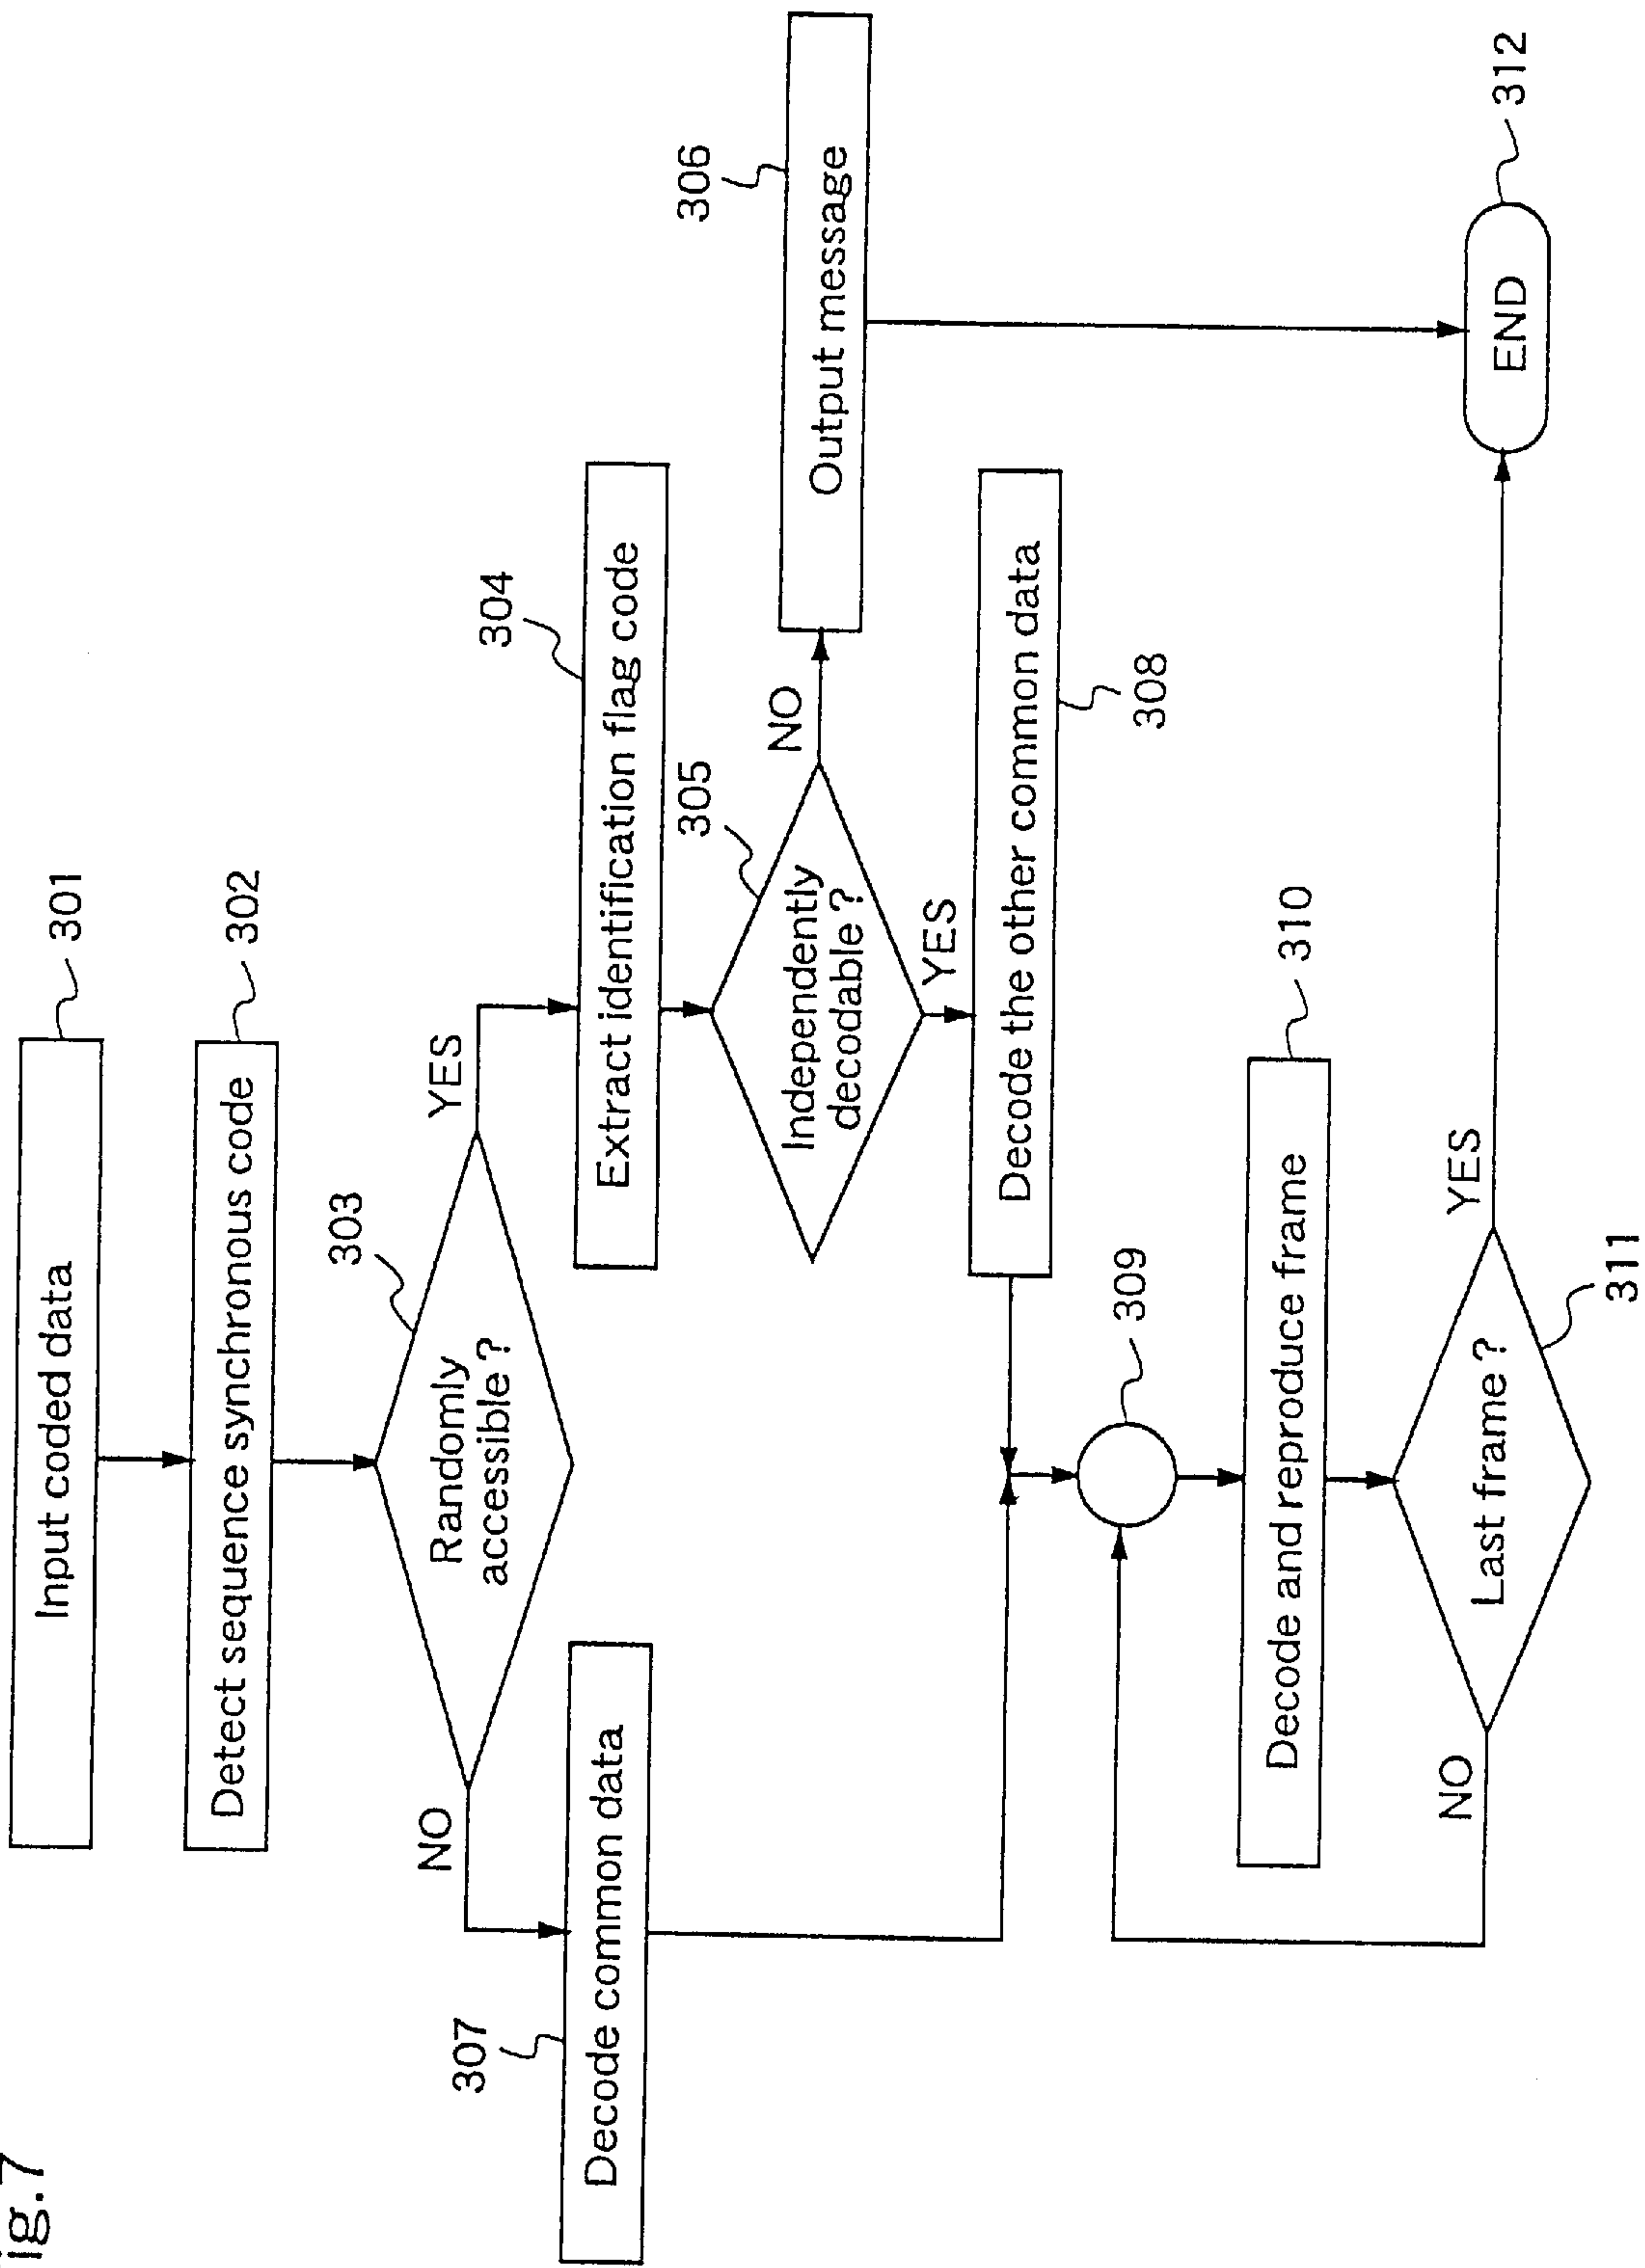 Fig.7
Input coded data
301
Detect sequence synchronous code
302
303
Randomly
accessible ?
NO
YES
307
Decode common data
304
Extract identification flag code
305
Independently
decodable ?
NO
YES
306
Output message
Decode the other common data
308
309
310
Decode and reproduce frame
Last frame ?
311
NO
YES
END
312